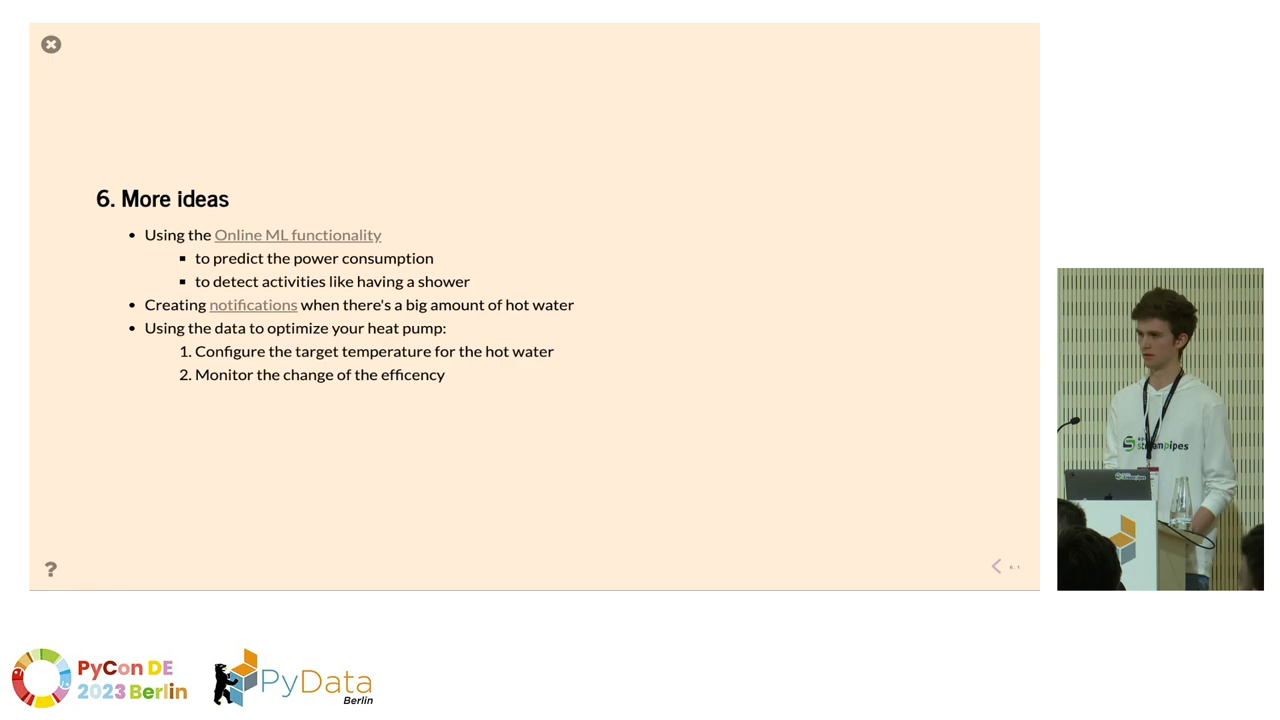 6. More ideas
• Using the Online ML functionality
▪ to predict the power consumption
▪ to detect activities like having a shower
• Creating notifications when there's a big amount of hot water
• Using the data to optimize your heat pump:
1. Configure the target temperature for the hot water
2. Monitor the change of the efficency
?
PyCon DE
2023 Berlin
PyData
Berlin